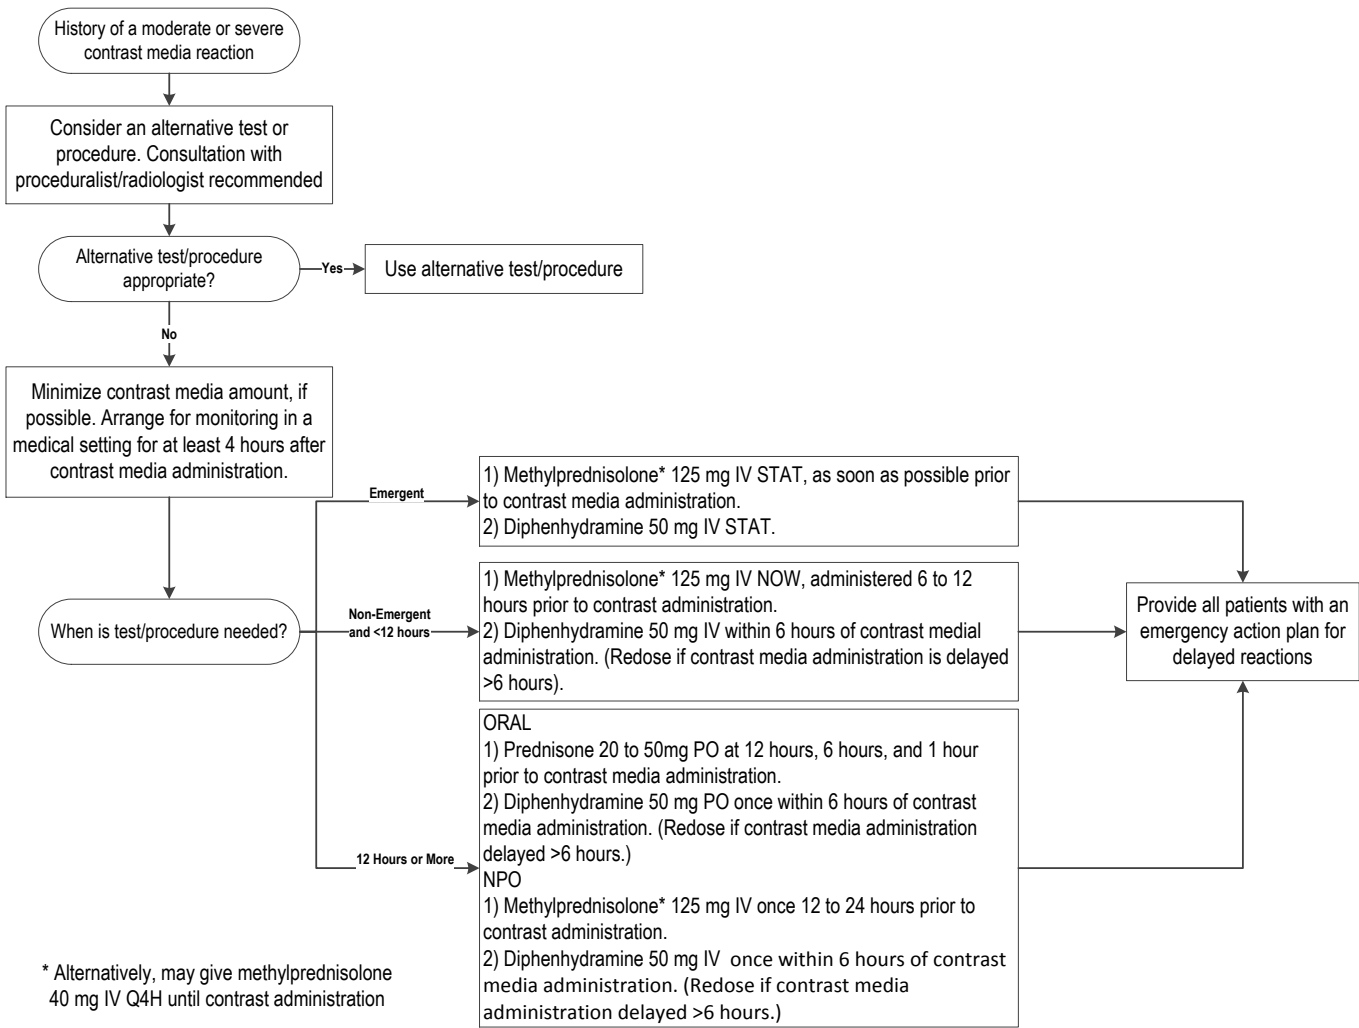 History of a moderate or severe
contrast media reaction
Consider an alternative test or
procedure. Consultation with
proceduralist/radiologist recommended
Alternative test/procedure
appropriate?
Yes
Use alternative test/procedure
No
Minimize contrast media amount, if
possible. Arrange for monitoring in a
medical setting for at least 4 hours after
contrast media administration.
When is test/procedure needed?
Emergent
1) Methylprednisolone* 125 mg IV STAT, as soon as possible prior
to contrast media administration.
2) Diphenhydramine 50 mg IV STAT.
Non-Emergent
and <12 hours
1) Methylprednisolone* 125 mg IV NOW, administered 6 to 12
hours prior to contrast administration.
2) Diphenhydramine 50 mg IV within 6 hours of contrast medial
administration. (Redose if contrast media administration is delayed
>6 hours).
12 Hours or More
ORAL
1) Prednisone 20 to 50mg PO at 12 hours, 6 hours, and 1 hour
prior to contrast media administration.
2) Diphenhydramine 50 mg PO once within 6 hours of contrast
media administration. (Redose if contrast media administration
delayed >6 hours.)
NPO
1) Methylprednisolone* 125 mg IV once 12 to 24 hours prior to
contrast administration.
2) Diphenhydramine 50 mg IV once within 6 hours of contrast
media administration. (Redose if contrast media
administration delayed >6 hours.)
Provide all patients with an
emergency action plan for
delayed reactions
* Alternatively, may give methylprednisolone
40 mg IV Q4H until contrast administration